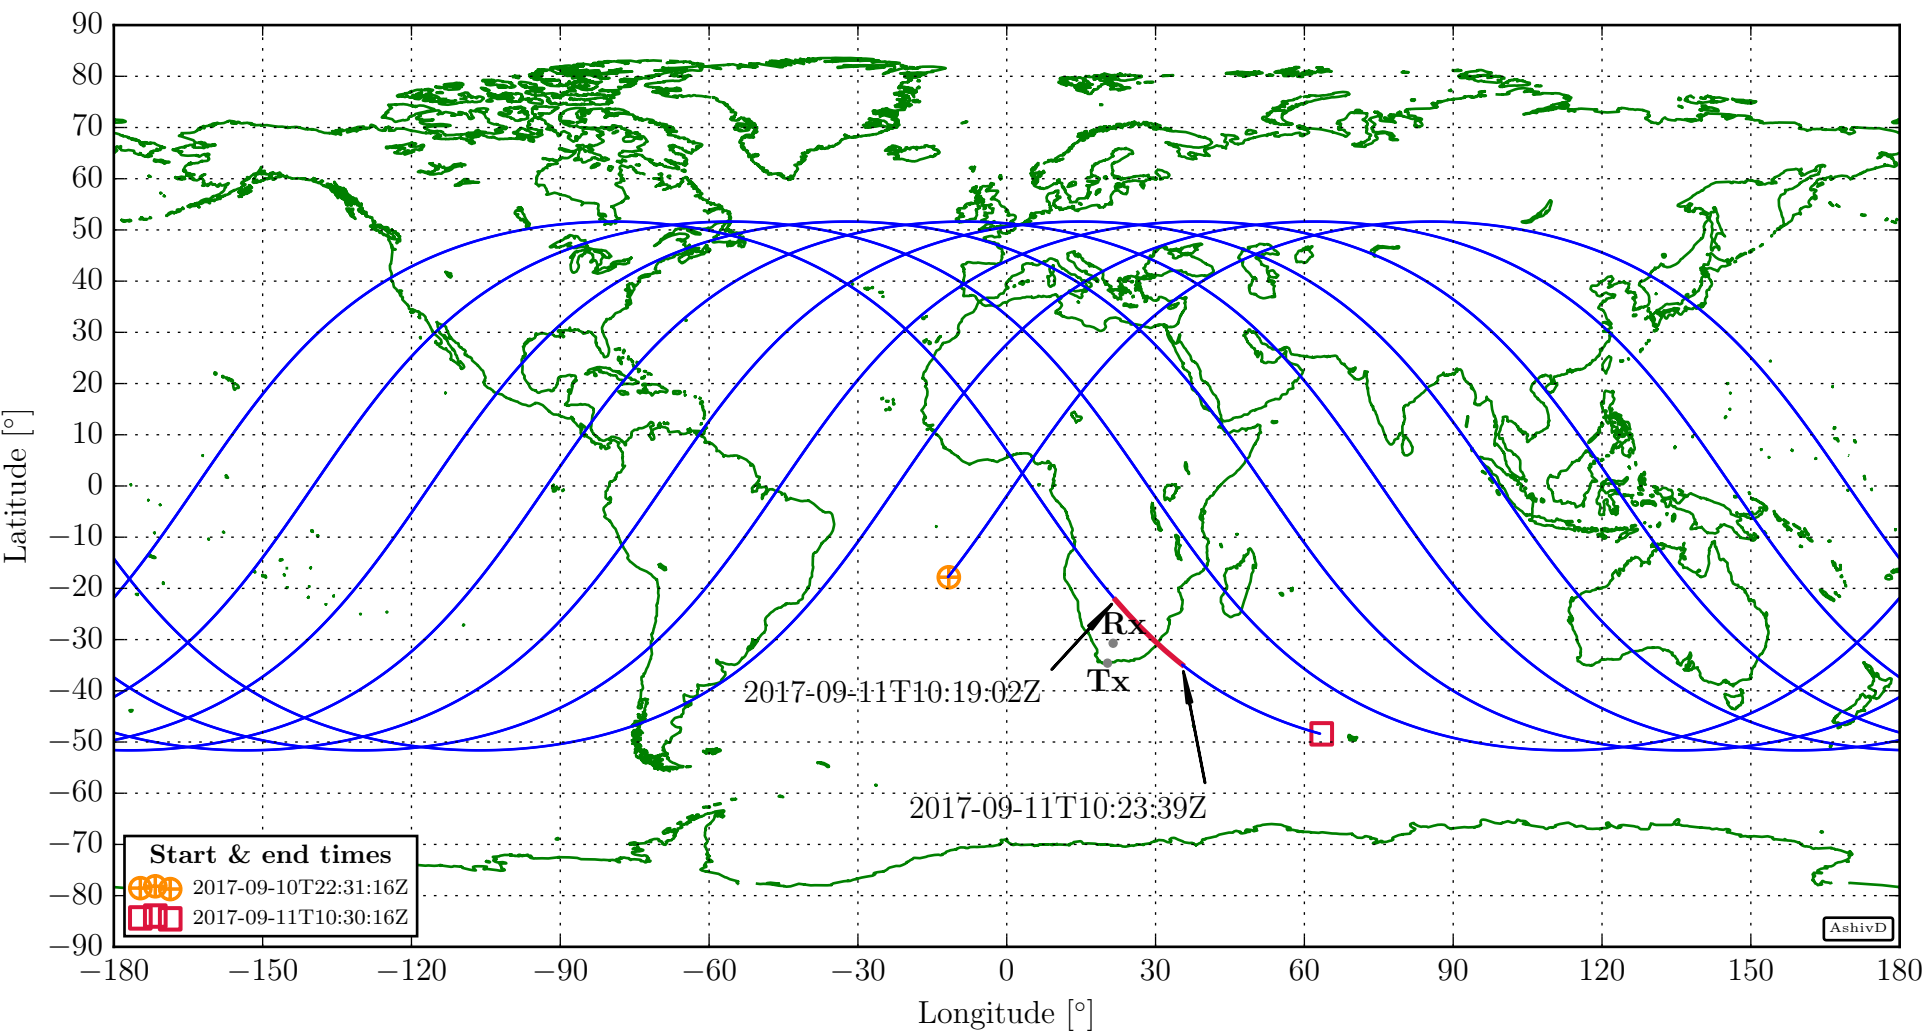 90
80
70
60
50
40
30
20
10
0
−10
−20
−30
−40
−50
−60
−70
−80
−90
Latitude [°]
Rx
Tx
2017-09-11T10:19:02Z
2017-09-11T10:23:39Z
Start & end times
2017-09-10T22:31:16Z
2017-09-11T10:30:16Z
AshivD
−180 −150 −120 −90 −60 −30 0 30 60 90 120 150 180
Longitude [°]